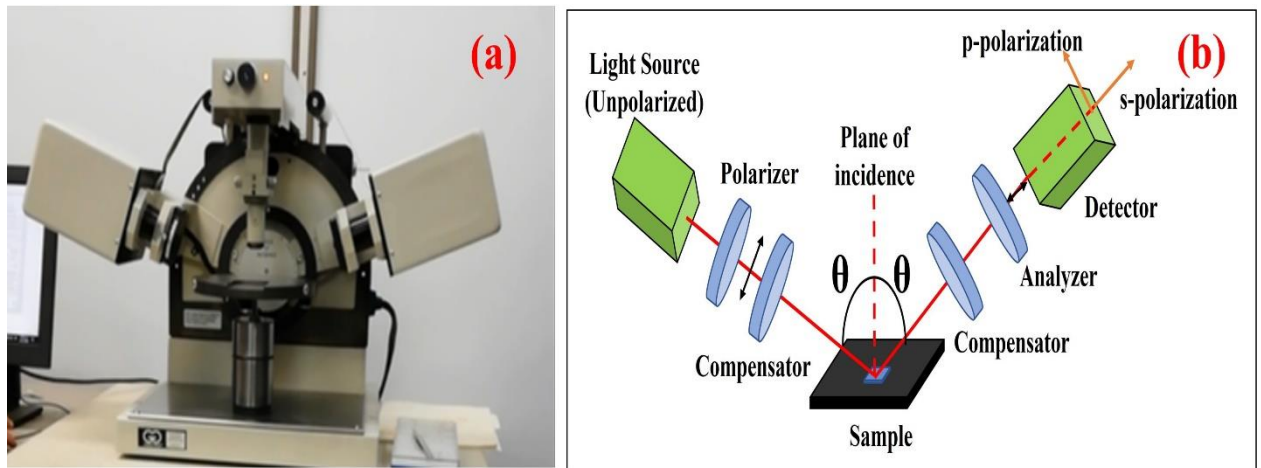 (a)
(b)
p-polarization
s-polarization
Light Source
(Unpolarized)
Plane of
incidence
Polarizer
Detector
θ
θ
Analyzer
Compensator
Compensator
Sample